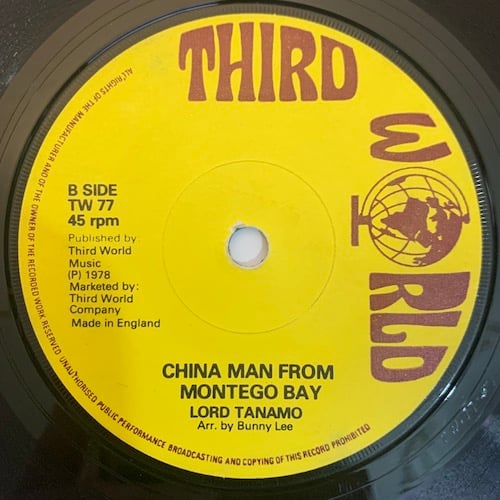 THIRD
WORLD
B SIDE
TW 77
45 rpm
Published by:
Third World
Music
(P) 1978
Marketed by:
Third World
Company
Made in England
CHINA MAN FROM
MONTEGO BAY
LORD TANAMO
Arr. by Bunny Lee
ALL RIGHTS OF THE MANUFACTURER AND OF THE OWNER OF THE RECORDED WORK RESERVED. UNAUTHORISED PUBLIC PERFORMANCE BROADCASTING AND COPYING OF THIS RECORD PROHIBITED